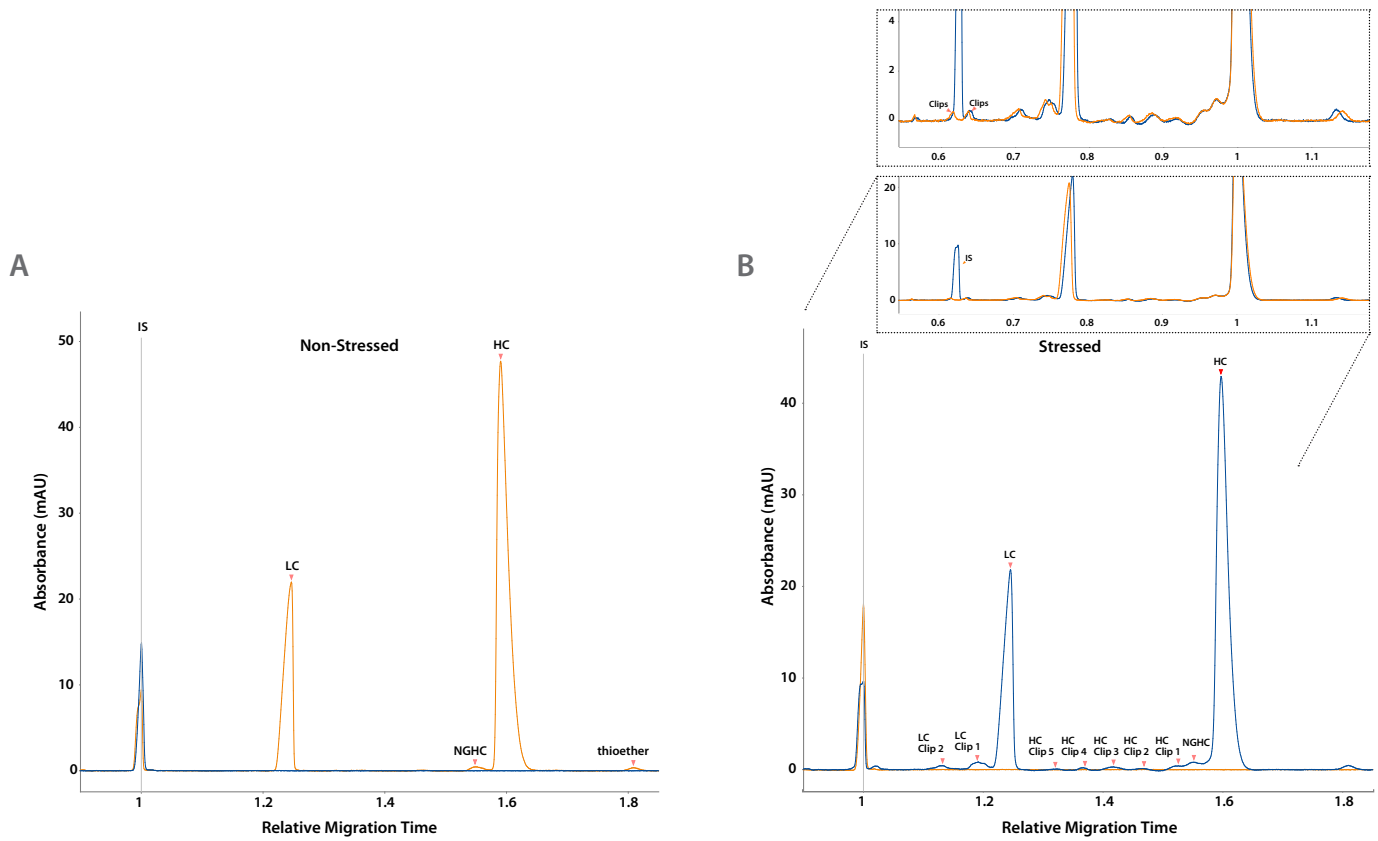 A
50
40
30
20
10
0
Absorbance (mAU)
IS
Non-Stressed
HC
LC
NGHC
thioether
1
1.2
1.4
1.6
1.8
Relative Migration Time
B
4
2
0
Clips
Clips
0.6
0.7
0.8
0.9
1
1.1
20
10
0
IS
0.6
0.7
0.8
0.9
1
1.1
Stressed
40
30
20
10
0
Absorbance (mAU)
IS
HC
LC
LC
Clip 2
LC
Clip 1
HC
Clip 5
HC
Clip 4
HC
Clip 3
HC
Clip 2
HC
Clip 1
NGHC
1
1.2
1.4
1.6
1.8
Relative Migration Time